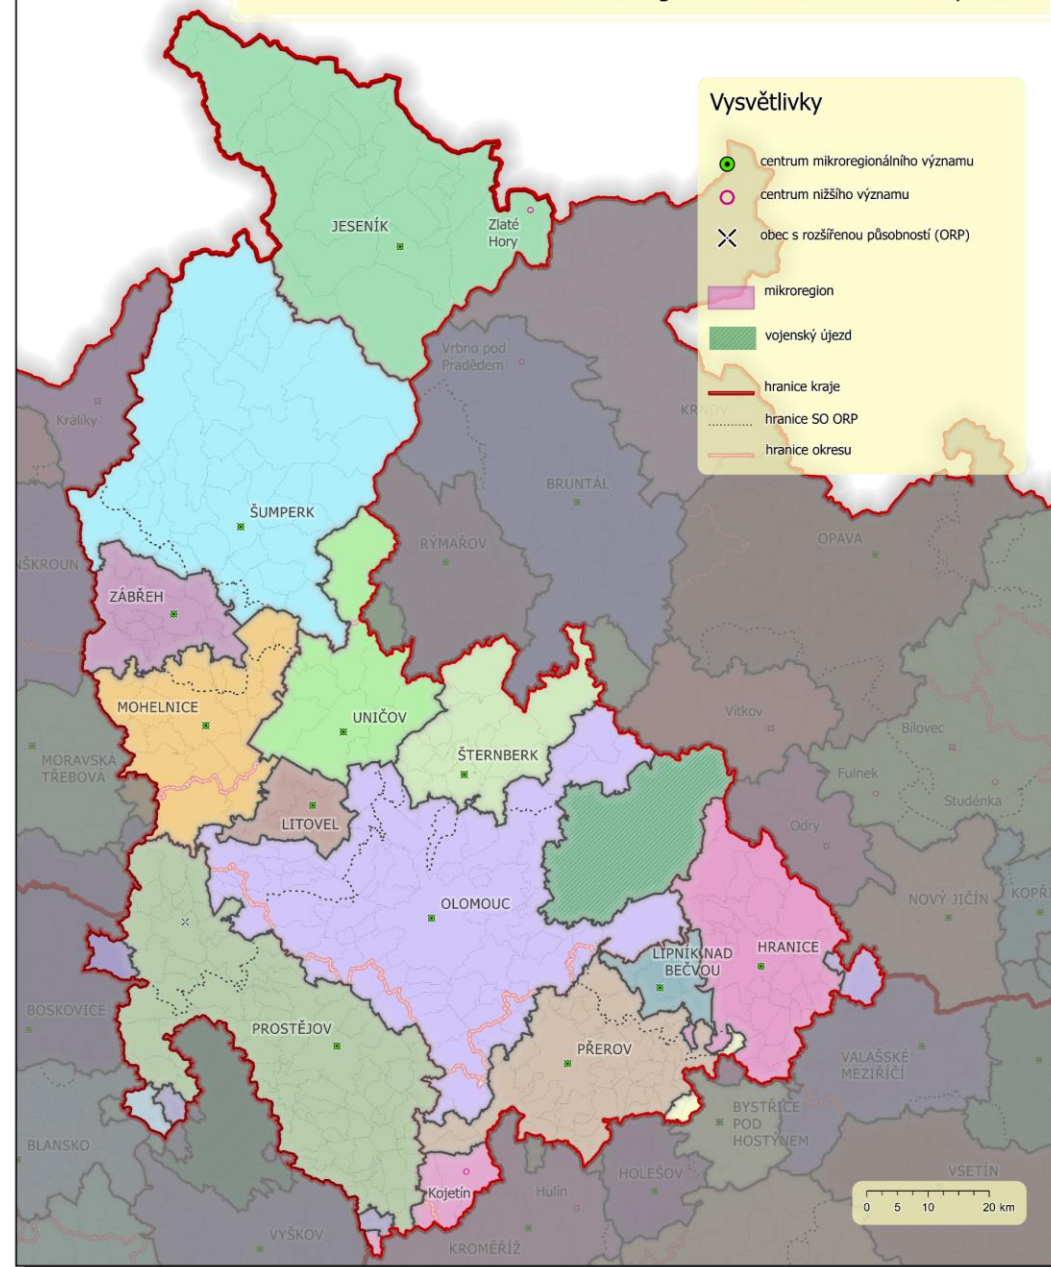 Vysvětlivky
centrum mikroregionálního významu
centrum nižšího významu
obec s rozšířenou působností (ORP)
mikroregion
vojenský újezd
hranice kraje
hranice SO ORP
hranice okresu
JESENÍK
Zlaté
Hory
Vrbno pod
Pradědem
Králíky
KRNOV
BRUNTÁL
ŠUMPERK
RÝMAŘOV
OPAVA
ZÁBŘEH
MOHELNICE
UNIČOV
Vítkov
Bílovec
ŠTERNBERK
MORAVSKÁ
TŘEBOVÁ
Fulnek
Studénka
LITOVEL
Odry
OLOMOUC
NOVÝ JIČÍN
LIPNÍK NAD
BEČVOU
HRANICE
BOSKOVICE
PROSTĚJOV
PŘEROV
VALAŠSKÉ
MEZIŘÍČÍ
BYSTŘICE
POD
HOSTÝNEM
BLANSKO
HOLEŠOV
VSETÍN
Kojetín
Hulín
VYŠKOV
KROMĚŘÍŽ
0 5 10 20 km